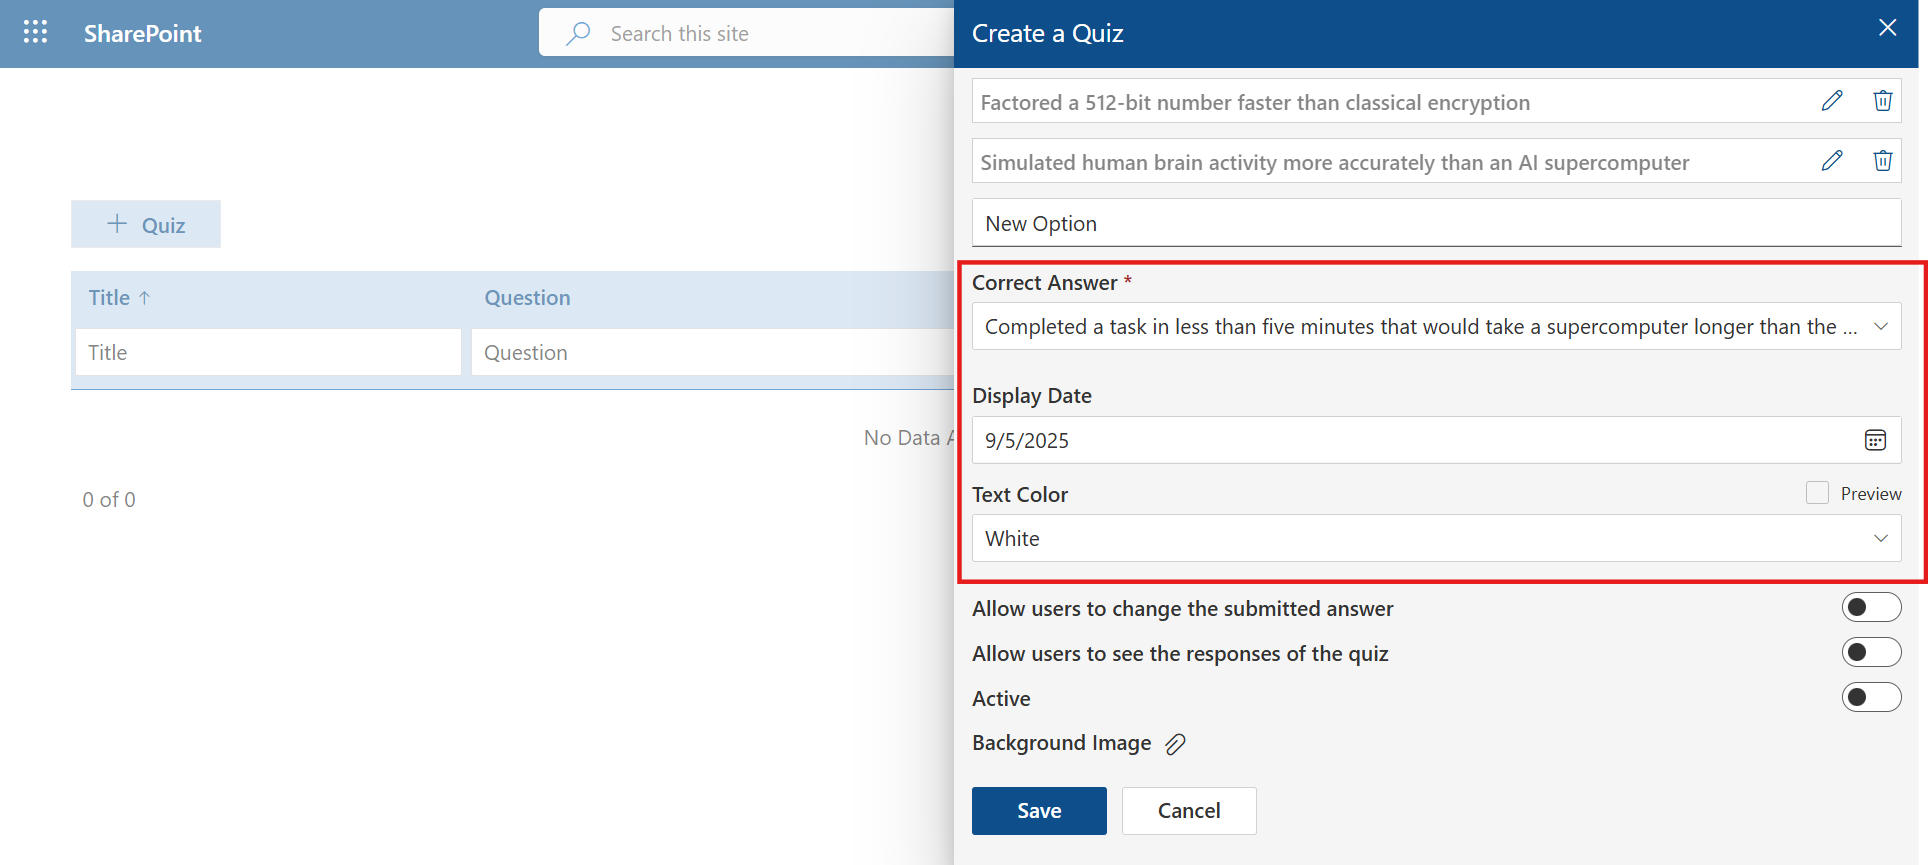 SharePoint
Search this site
Create a Quiz
Factored a 512-bit number faster than classical encryption
Simulated human brain activity more accurately than an AI supercomputer
New Option
Quiz
Title ↑
Question
Title
Question
No Data A
0 of 0
Correct Answer *
Completed a task in less than five minutes that would take a supercomputer longer than the ...
Display Date
9/5/2025
Text Color
Preview
White
Allow users to change the submitted answer
Allow users to see the responses of the quiz
Active
Background Image
Save
Cancel